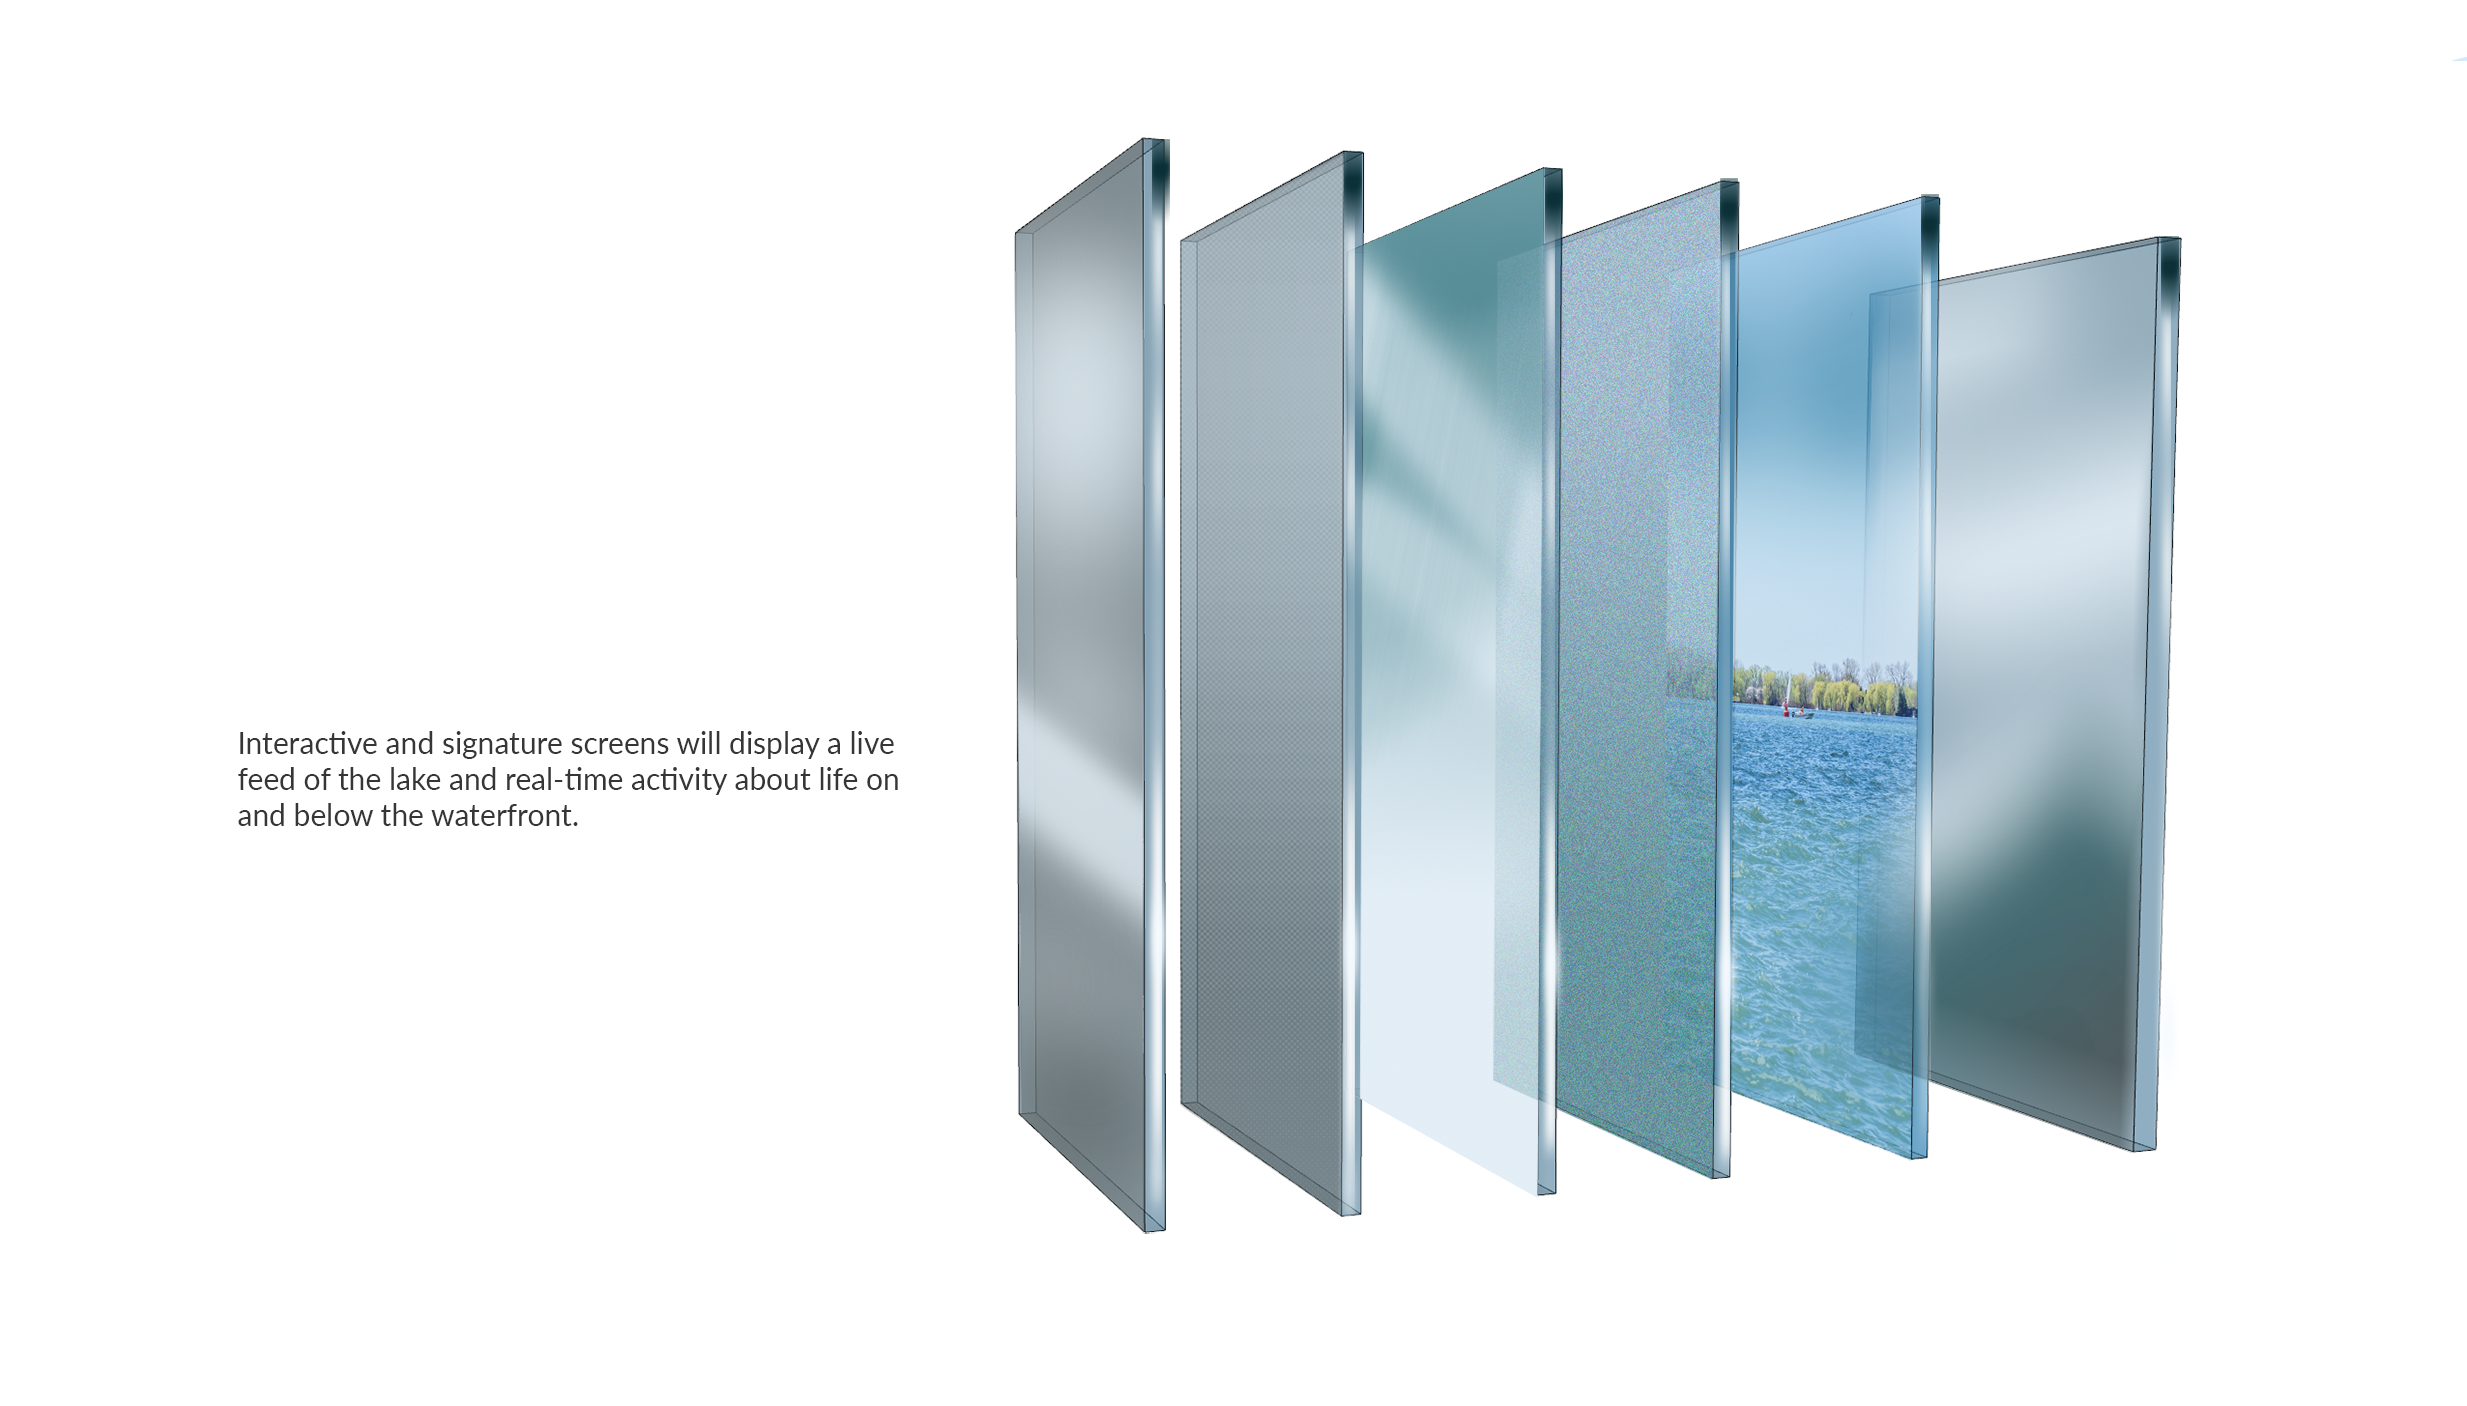 Interactive and signature screens will display a live
feed of the lake and real-time activity about life on
and below the waterfront.